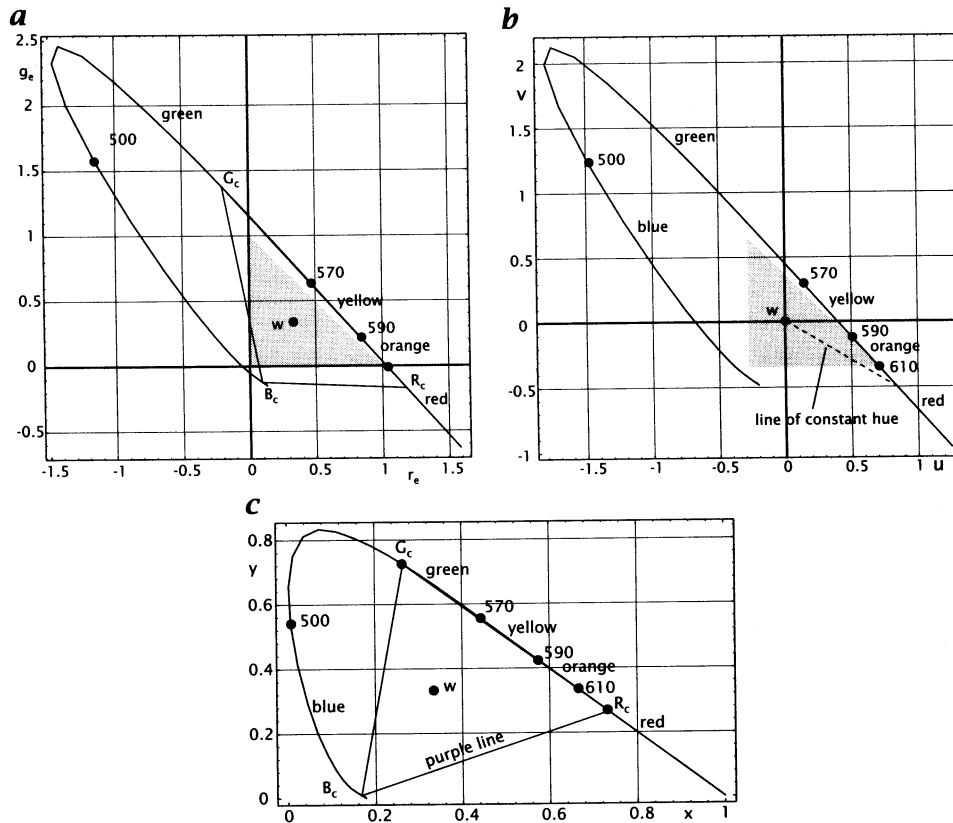 a
2.5
g_e
2
1.5
1
0.5
0
-0.5
-1.5
-1
-0.5
0
0.5
1
1.5
r_e
green
500
G_c
570
yellow
w
590
orange
R_c
B_c
red
b
2
v
1.5
1
0.5
0
-0.5
-1
-1.5
-1
-0.5
0
0.5
1
u
green
500
blue
570
yellow
w
590
orange
610
red
line of constant hue
c
0.8
y
0.6
0.4
0.2
0
0
0.2
0.4
0.6
x
0.8
1
G_c
green
500
570
yellow
590
orange
w
610
R_c
blue
red
purple line
B_c